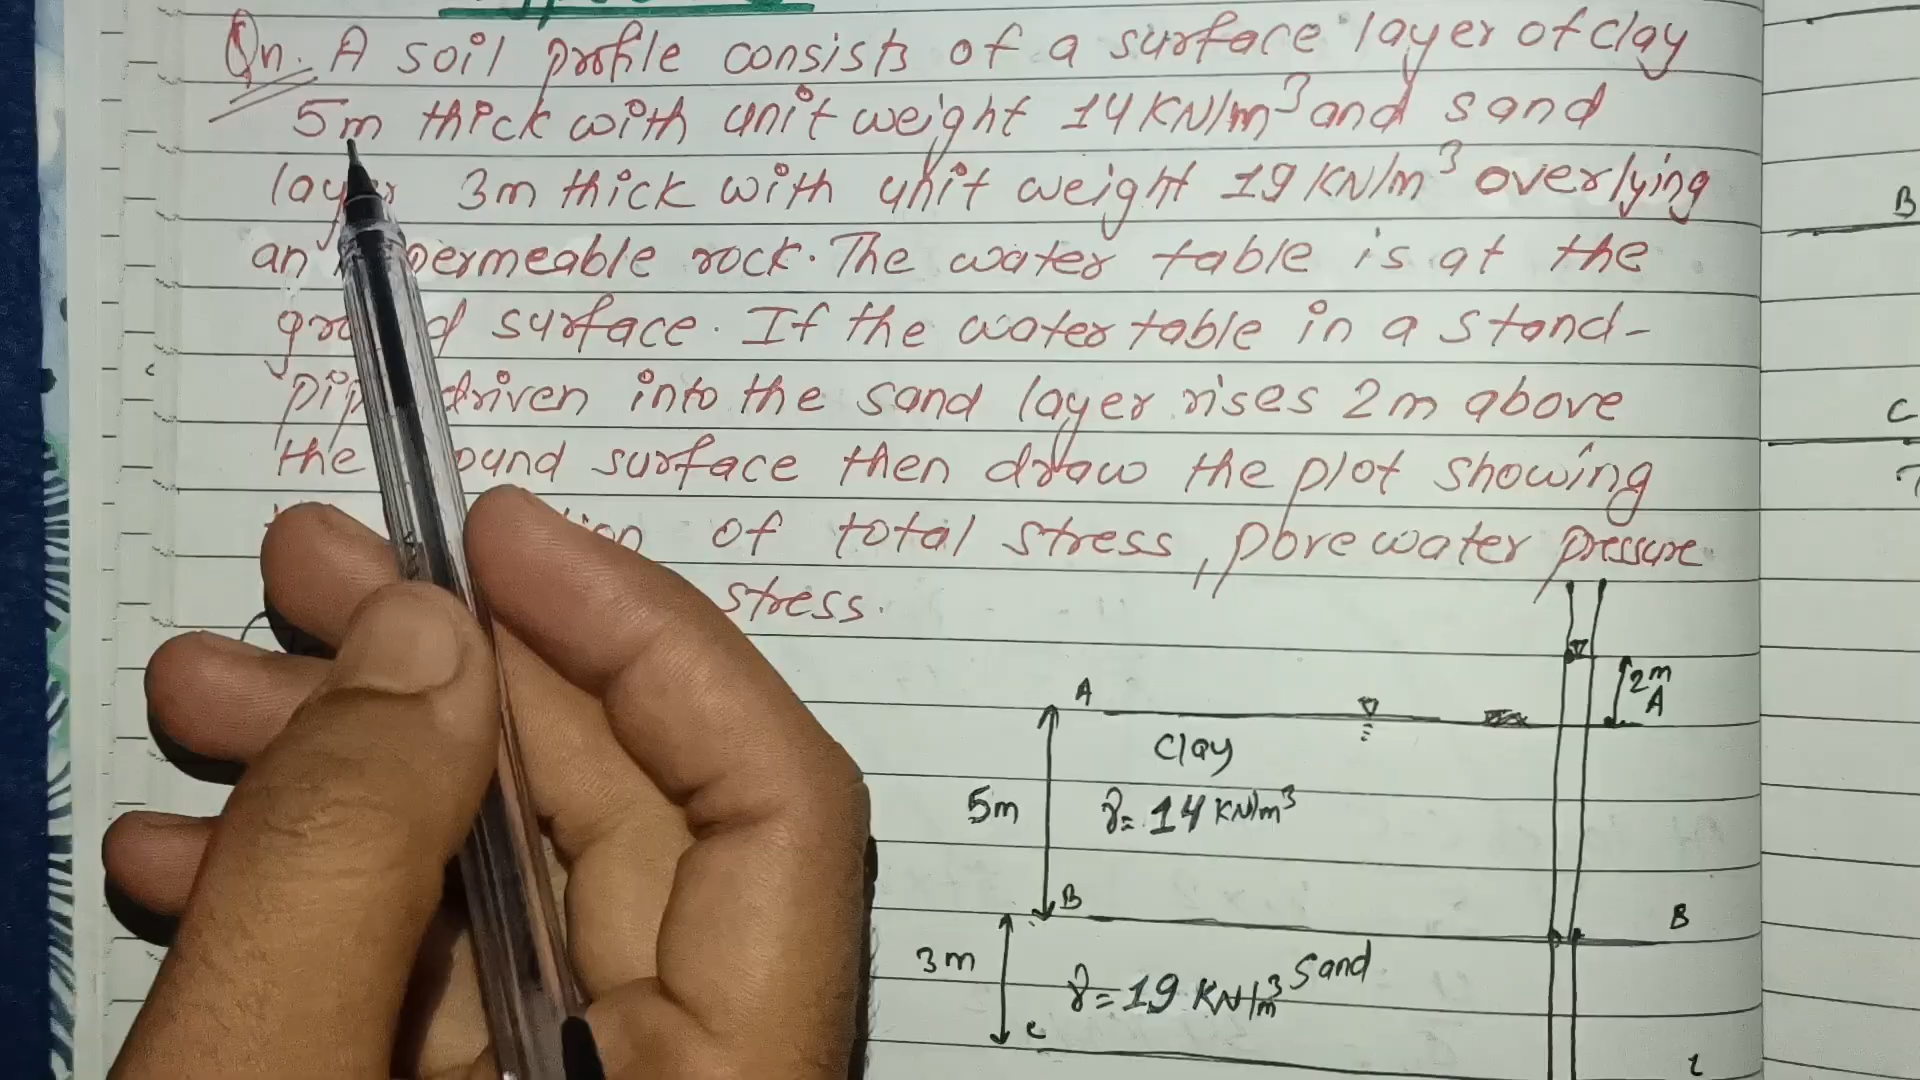 Qn. A soil profile consists of a surface layer of clay
5m thick with unit weight 14 KN/m³ and sand
layer 3m thick with unit weight 19 KN/m³ overlying
an permeable rock. The water table is at the
surface. If the water table in a stand-
driven into the sand layer rises 2m above
the surface then draw the plot showing
of total stress, pore water pressure
stress.
2m
A
A
Clay
5m
γ = 14 KN/m³
B
B
3m
γ = 19 KN/m³ Sand
C
B
C